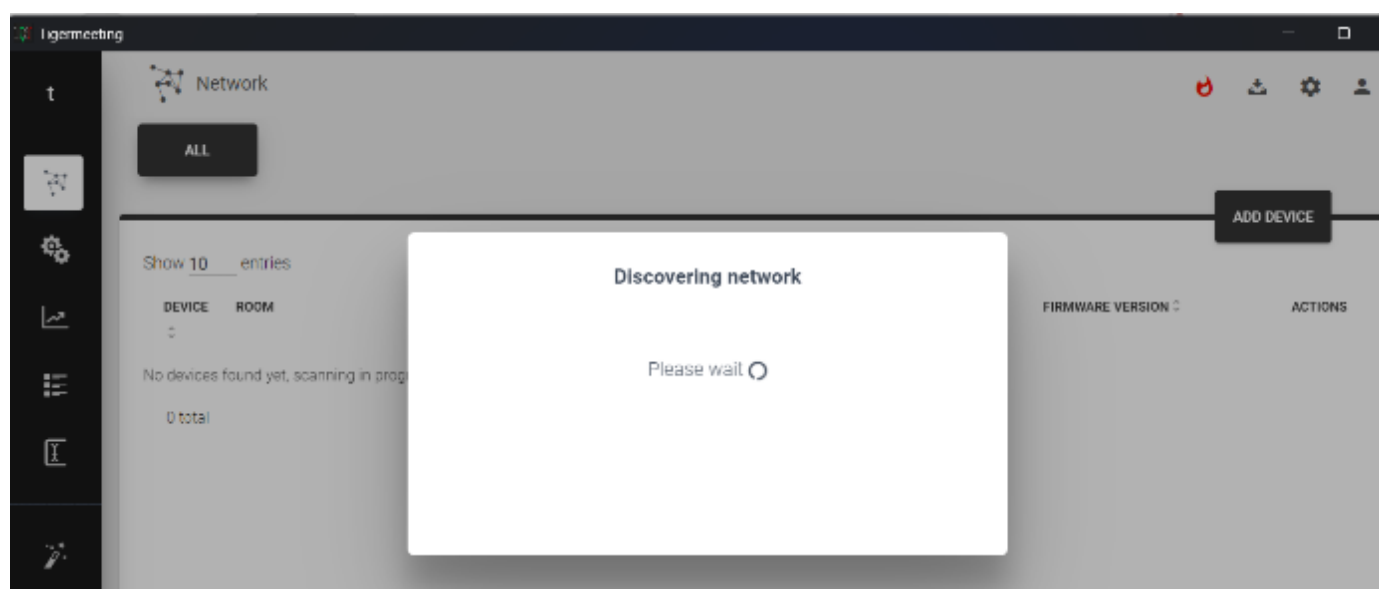 Tigermeeting
t
Network
ALL
ADD DEVICE
Show 10 entries
DEVICE ROOM FIRMWARE VERSION ACTIONS
Discovering network
Please wait
No devices found yet, scanning in prog
0 total